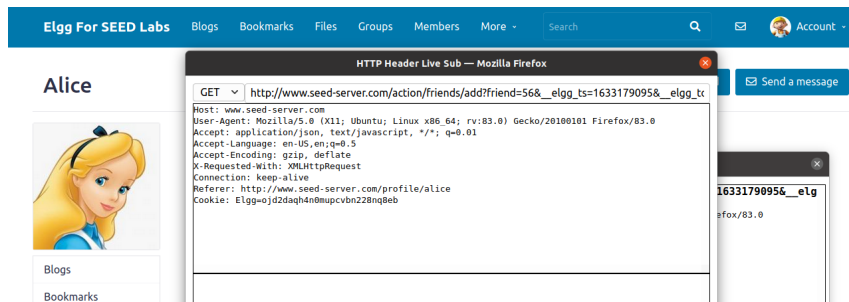 Elgg For SEED Labs Blogs Bookmarks Files Groups Members More Search Account
HTTP Header Live Sub — Mozilla Firefox
Alice
Send a message
GET http://www.seed-server.com/action/friends/add?friend=56&__elgg_ts=1633179095&__elgg_to
Host: www.seed-server.com
User-Agent: Mozilla/5.0 (X11; Ubuntu; Linux x86_64; rv:83.0) Gecko/20100101 Firefox/83.0
Accept: application/json, text/javascript, */*; q=0.01
Accept-Language: en-US,en;q=0.5
Accept-Encoding: gzip, deflate
X-Requested-With: XMLHttpRequest
Connection: keep-alive
Referer: http://www.seed-server.com/profile/alice
Cookie: Elgg=ojd2daqh4n0mupcvbn228nq8eb
1633179095&__elg
efox/83.0
Blogs
Bookmarks